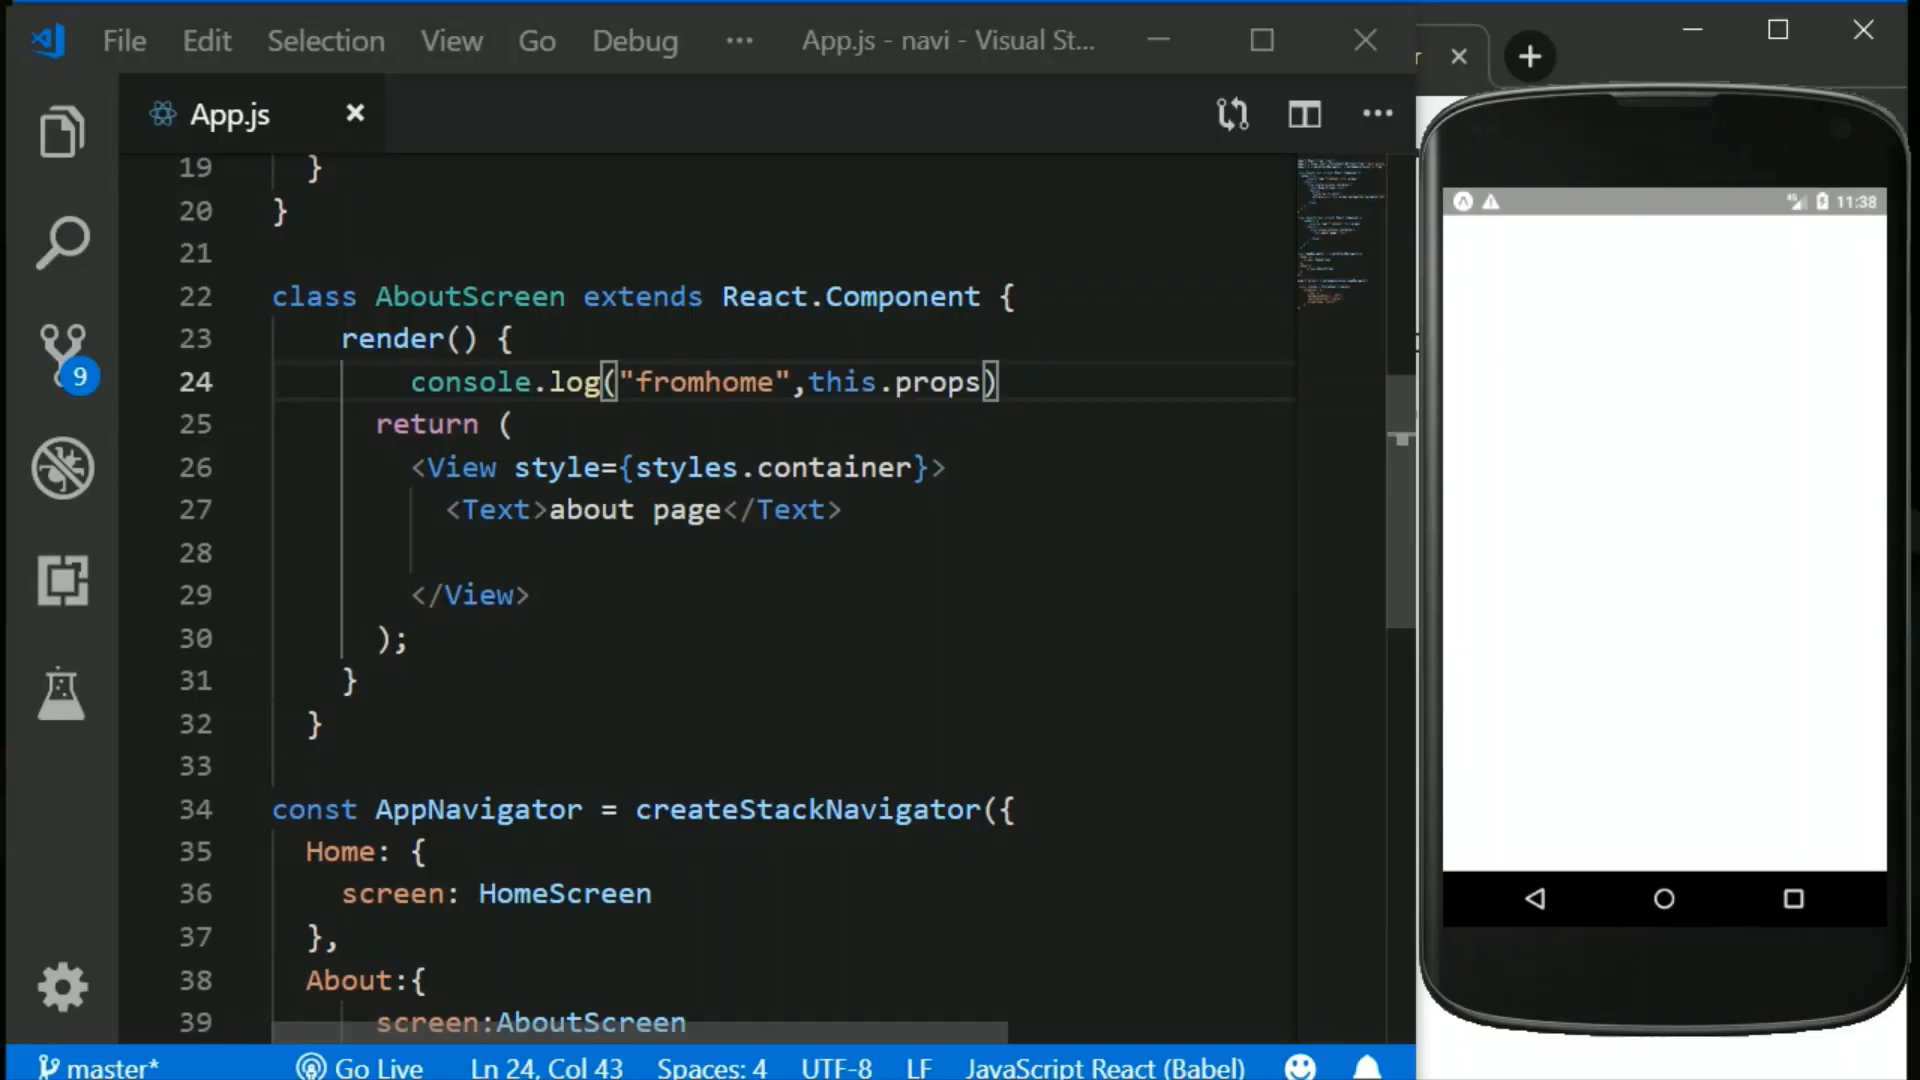 File Edit Selection View Go Debug ··· App.js - navi - Visual St...
App.js
19 }
20 }
21
22 class AboutScreen extends React.Component {
23 render() {
24 console.log("fromhome",this.props)
25 return (
26 <View style={styles.container}>
27 <Text>about page</Text>
28
29 </View>
30 );
31 }
32 }
33
34 const AppNavigator = createStackNavigator({
35 Home: {
36 screen: HomeScreen
37 },
38 About:{
39 screen:AboutScreen
9
master* Go Live Ln 24, Col 43 Spaces: 4 UTF-8 LF JavaScript React (Babel)
r
4G 11:38